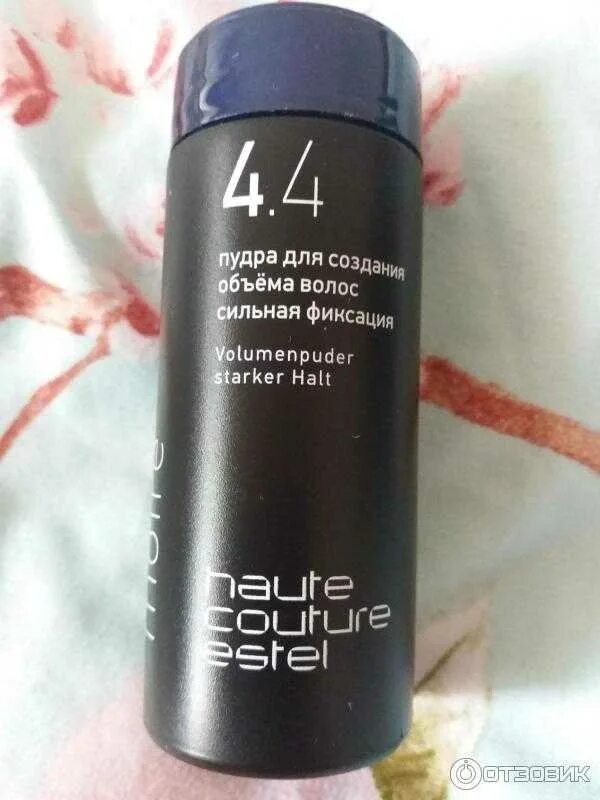 4.4
пудра для создания
объёма волос
сильная фиксация
Volumenpuder
starker Halt
haute
couture
estel
ОТЗОВИК